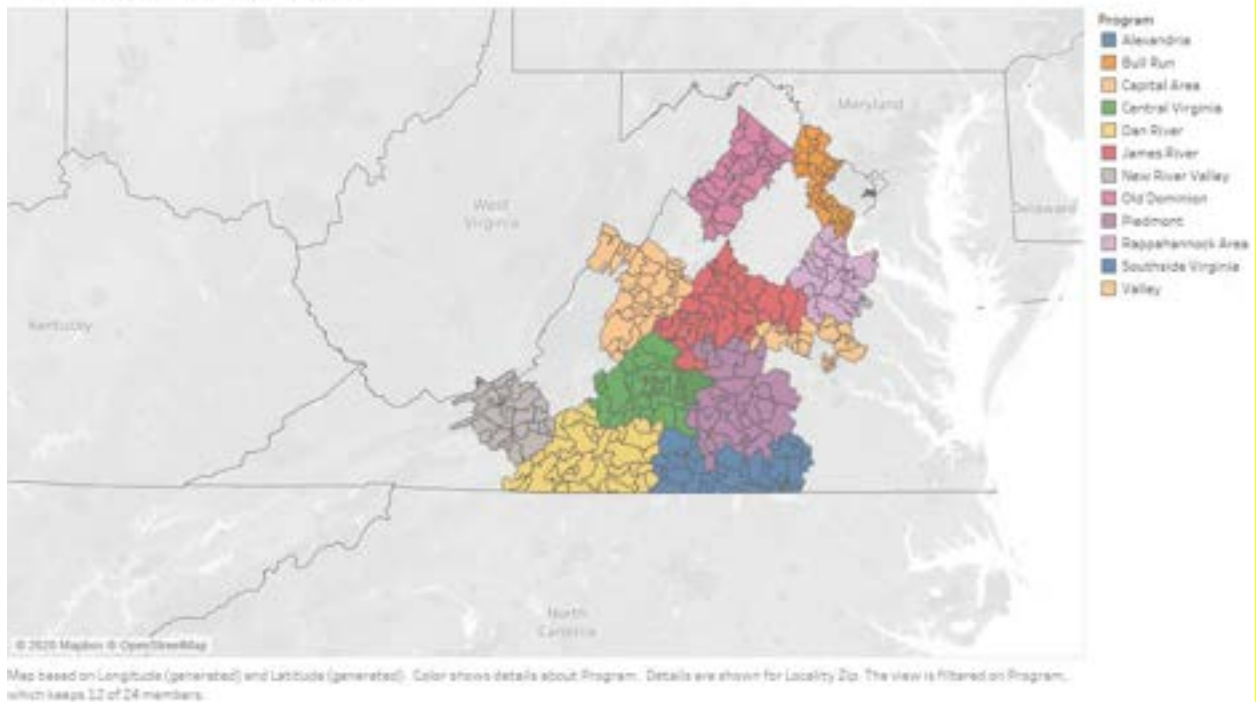 Program
Alexandria
Bull Run
Capital Area
Central Virginia
Dan River
James River
New River Valley
Old Dominion
Piedmont
Rappahannock Area
Southside Virginia
Valley
Maryland
West
Virginia
Delaware
Kentucky
North
Carolina
© 2020 Mapbox © OpenStreetMap
Map based on Longitude (generated) and Latitude (generated). Color shows details about Program. Details are shown for Locality Zip. The view is filtered on Program,
which keeps 12 of 24 members.